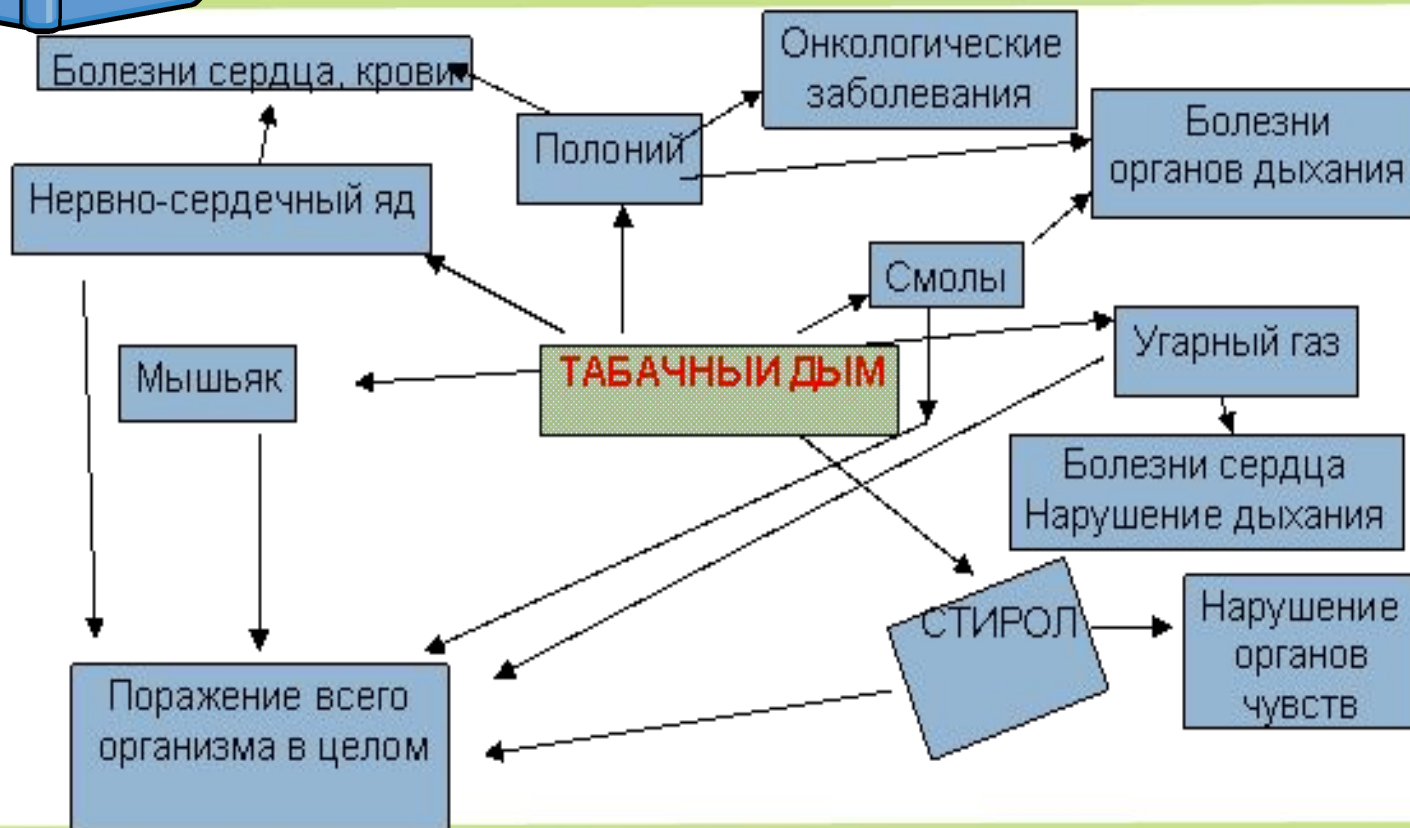 Болезни сердца, крови
Онкологические
заболевания
Полоний
Болезни
органов дыхания
Нервно-сердечный яд
Смолы
Угарный газ
Мышьяк
ТАБАЧНЫИ ДЫМ
Болезни сердца
Нарушение дыхания
СТИРОЛ
Нарушение
органов
чувств
Поражение всего
организма в целом